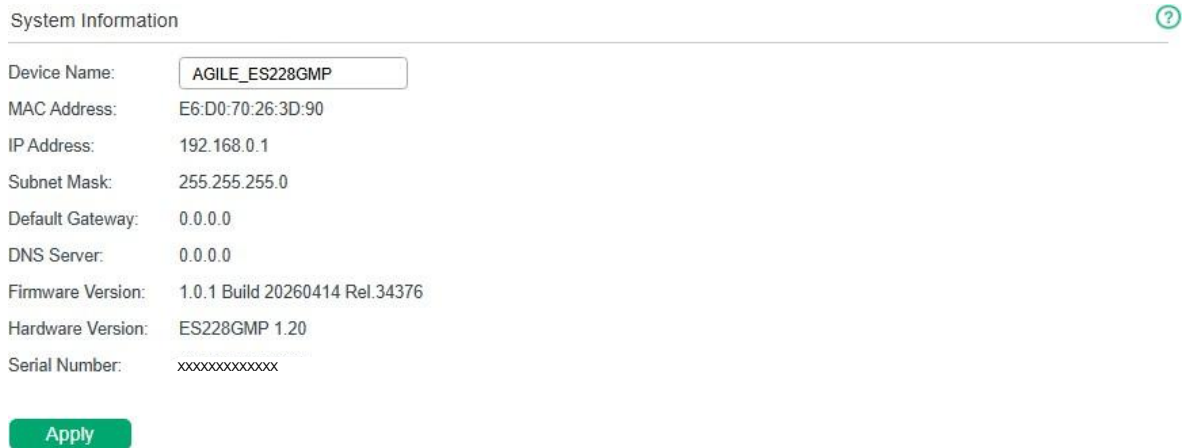 System Information
?
Device Name: AGILE_ES228GMP
MAC Address: E6:D0:70:26:3D:90
IP Address: 192.168.0.1
Subnet Mask: 255.255.255.0
Default Gateway: 0.0.0.0
DNS Server: 0.0.0.0
Firmware Version: 1.0.1 Build 20260414 Rel.34376
Hardware Version: ES228GMP 1.20
Serial Number: xxxxxxxxxxxxx
Apply